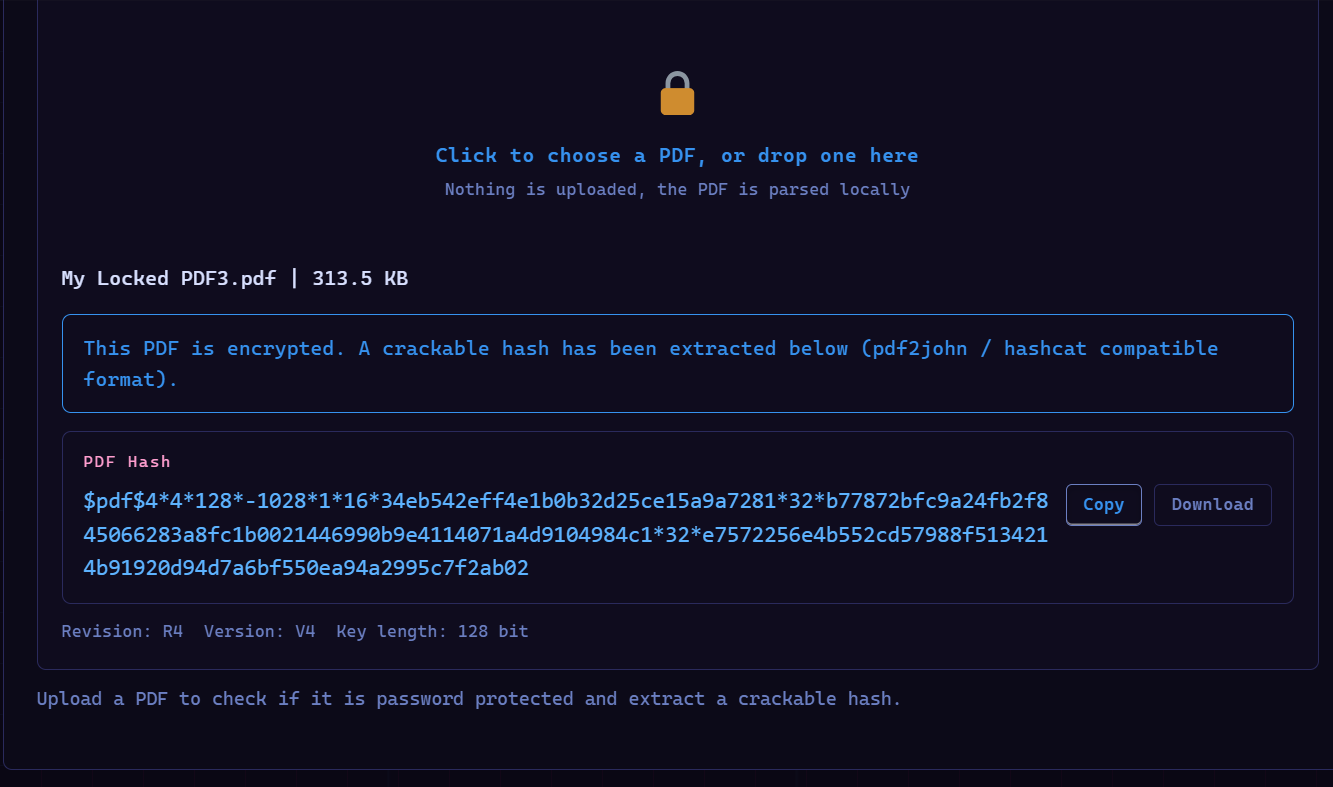 Click to choose a PDF, or drop one here
Nothing is uploaded, the PDF is parsed locally
My Locked PDF3.pdf | 313.5 KB
This PDF is encrypted. A crackable hash has been extracted below (pdf2john / hashcat compatible
format).
PDF Hash
$pdf$4*4*128*-1028*1*16*34eb542eff4e1b0b32d25ce15a9a7281*32*b77872bfc9a24fb2f8
45066283a8fc1b0021446990b9e4114071a4d9104984c1*32*e7572256e4b552cd57988f513421
4b91920d94d7a6bf550ea94a2995c7f2ab02
Copy
Download
Revision: R4 Version: V4 Key length: 128 bit
Upload a PDF to check if it is password protected and extract a crackable hash.